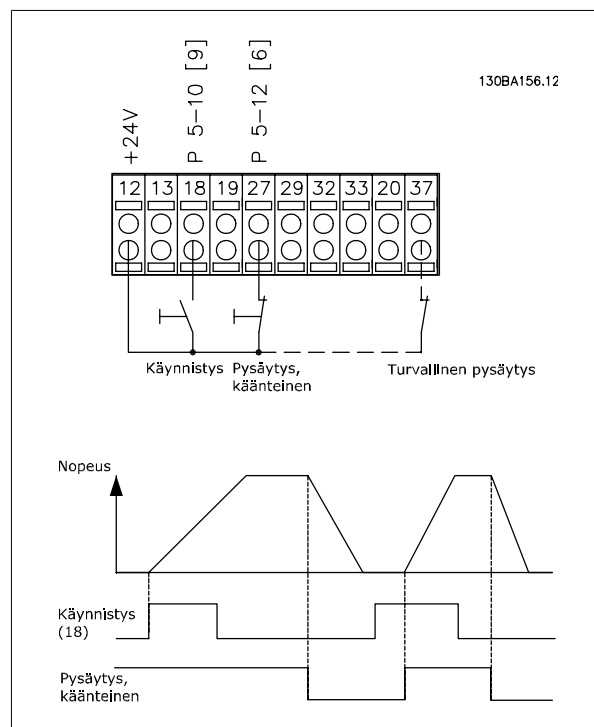 130BA156.12
+24V
P 5-10 [9]
P 5-12 [6]
12 13 18 19 27 29 32 33 20 37
Käynnistys
Pysäytys,
käänteinen
Turvallinen pysäytys
Nopeus
Käynnistys
(18)
Pysäytys,
käänteinen